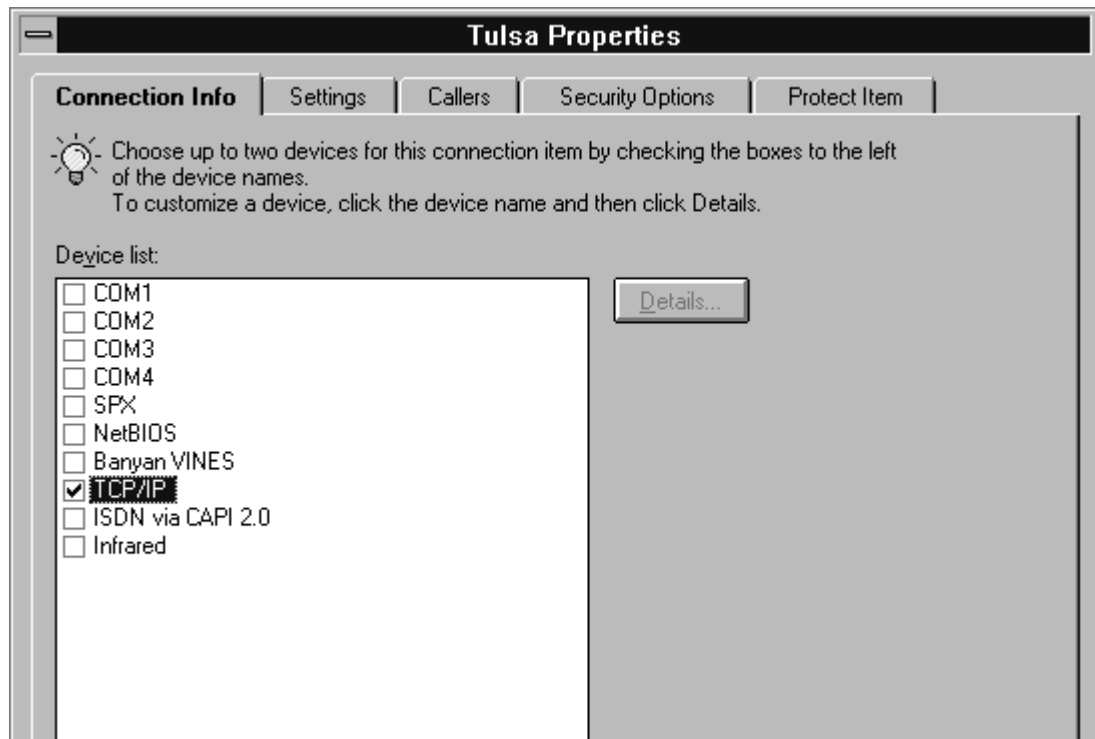 Tulsa Properties
Connection Info Settings Callers Security Options Protect Item
Choose up to two devices for this connection item by checking the boxes to the left
of the device names.
To customize a device, click the device name and then click Details.
Device list:
COM1
Details...
COM2
COM3
COM4
SPX
NetBIOS
Banyan VINES
TCP/IP
ISDN via CAPI 2.0
Infrared